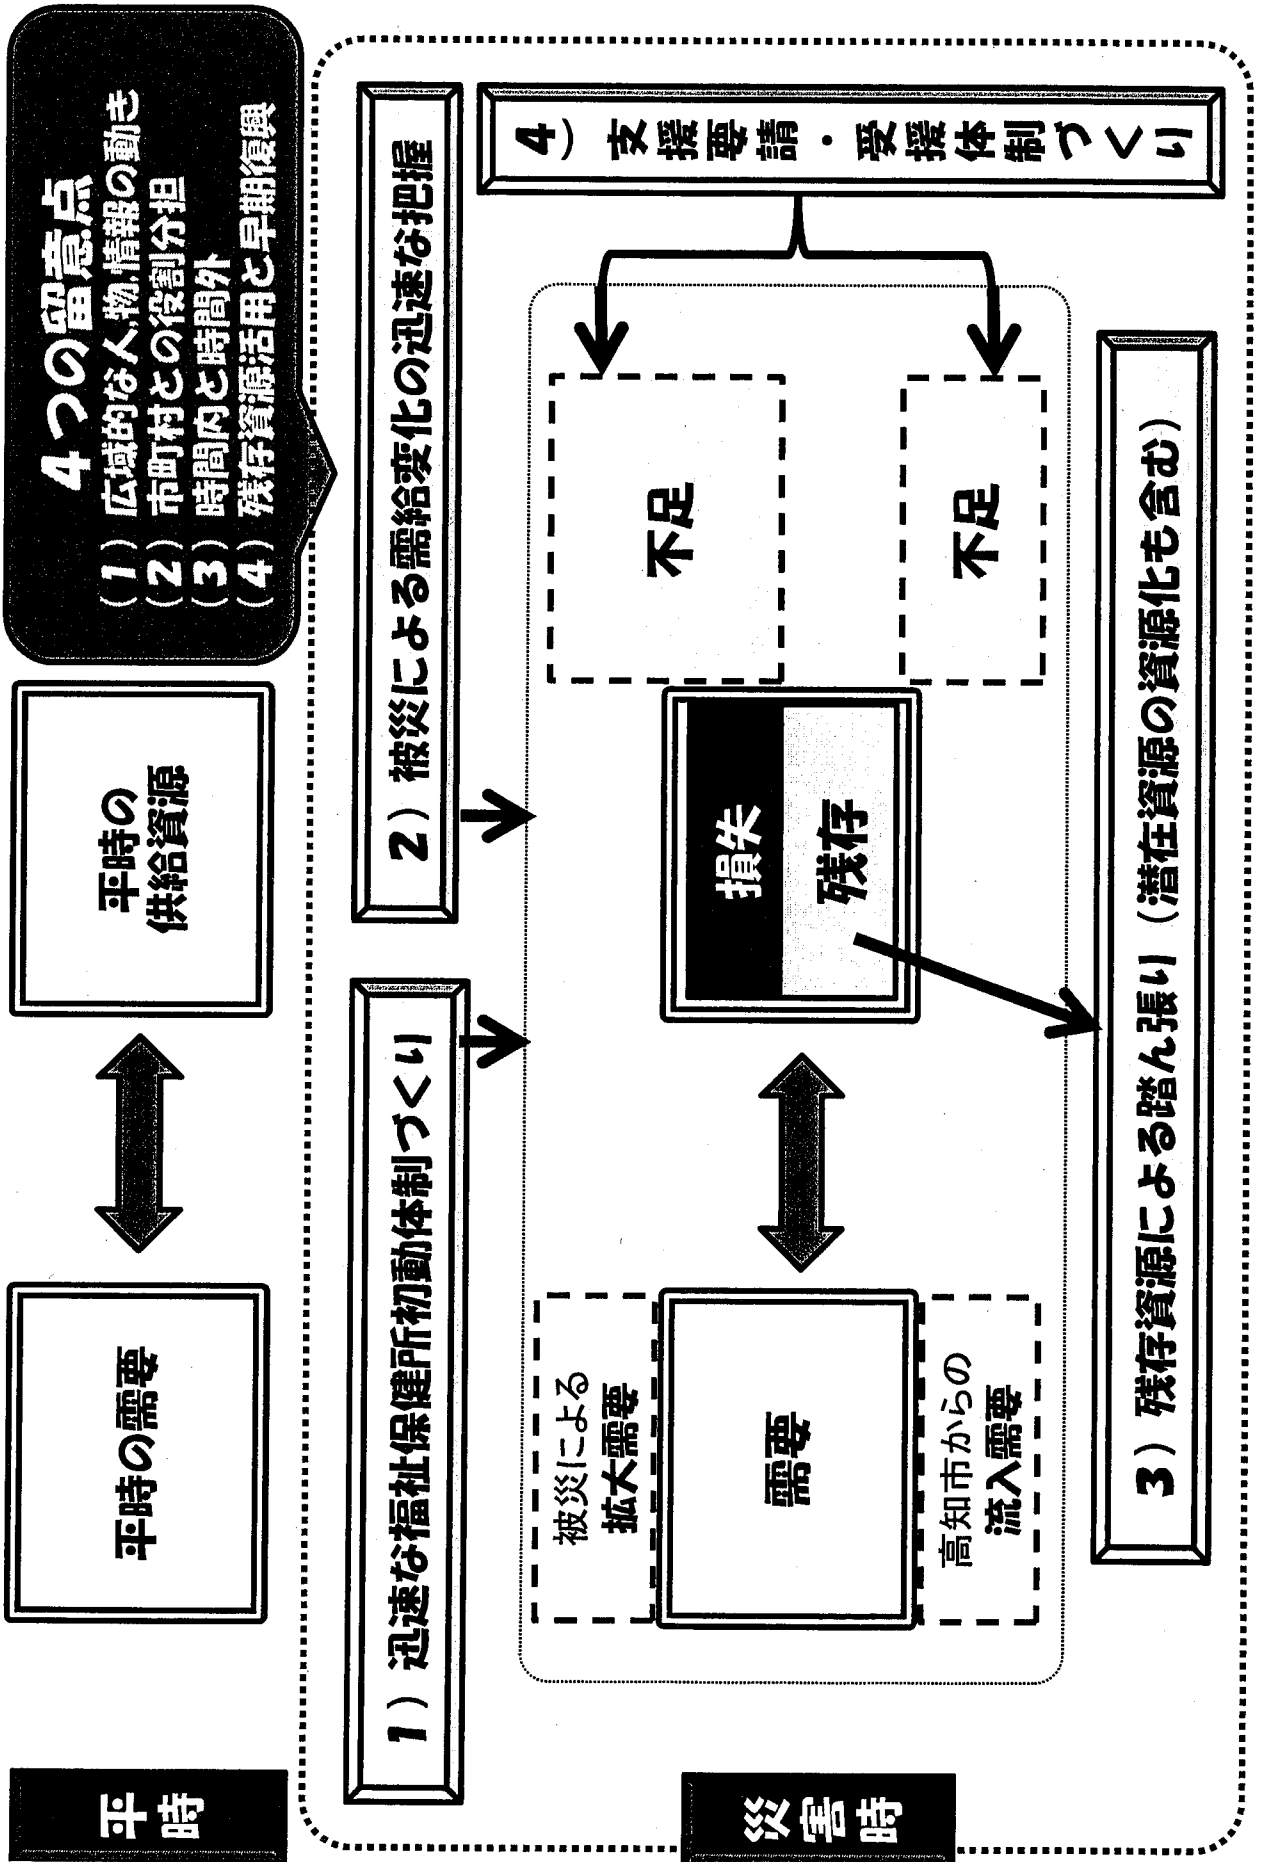 平時
平時の需要
平時の
供給資源
4つの留意点
(1) 広域的な人,物,情報の動き
(2) 市町村との役割分担
(3) 時間内と時間外
(4) 残存資源活用と早期復興
災害時
1) 迅速な福祉保健所初動体制づくり
2) 被災による需給変化の迅速な把握
被災による
拡大需要
需要
高知市からの
流入需要
損失
残存
不足
不足
3) 残存資源による踏ん張り (潜在資源の資源化も含む)
4) 支援要請・受援体制づくり